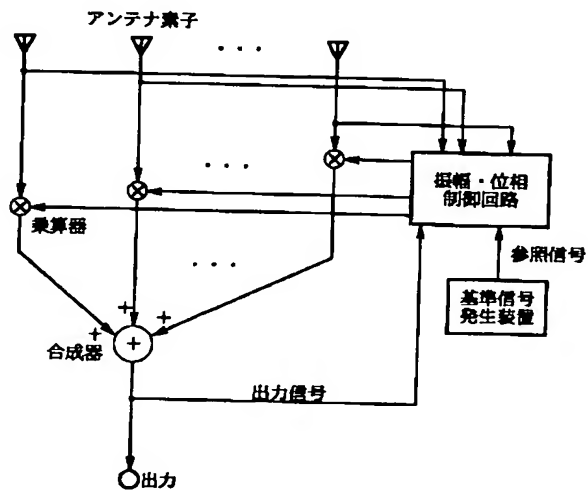 アンテナ素子
・・・
・・・
振幅・位相
制御回路
乗算器
参照信号
・・・
基準信号
発生装置
+
+
+
+
合成器
出力信号
出力